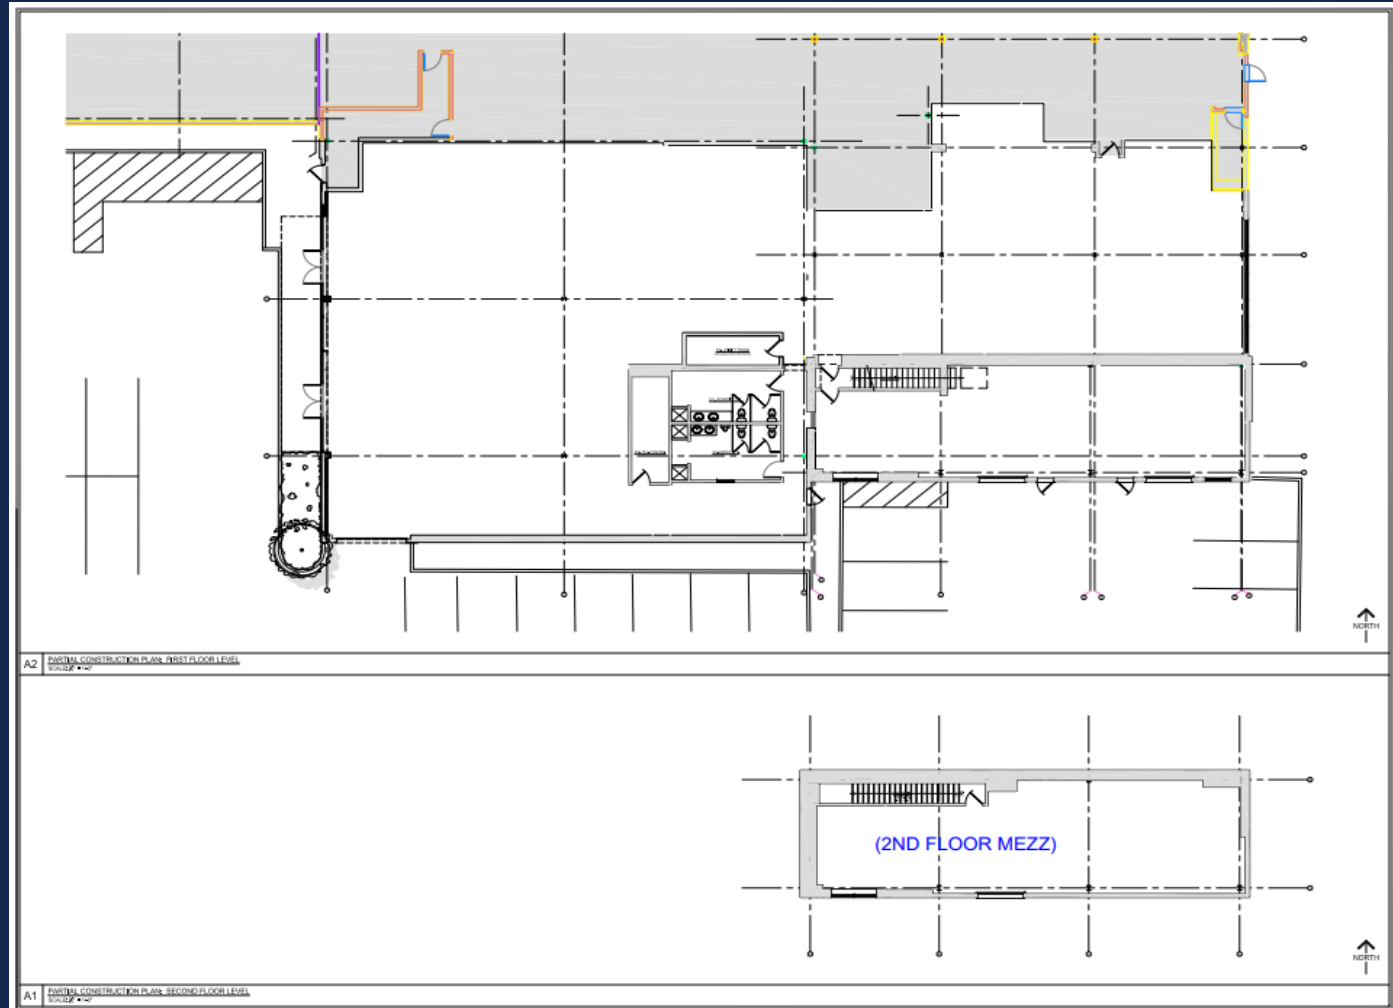 NORTH
A2 PARTIAL CONSTRUCTION PLAN: FIRST FLOOR LEVEL
(2ND FLOOR MEZZ)
NORTH
A1 PARTIAL CONSTRUCTION PLAN: SECOND FLOOR LEVEL